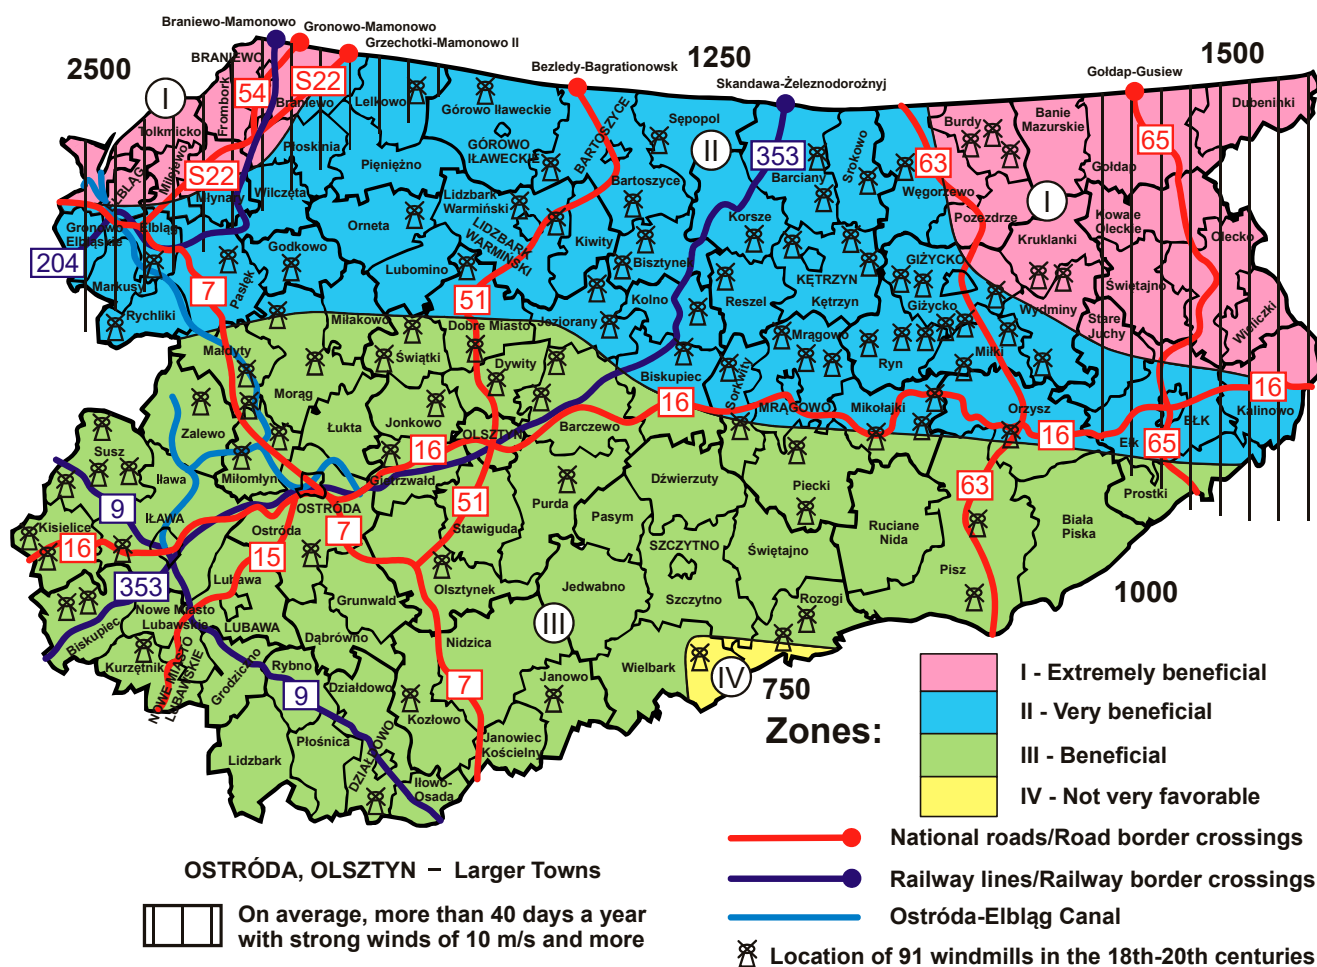 Braniewo-Mamonowo
Gronowo-Mamonowo
Grzechotki-Mamonowo II
2500
BRANIEWO
I
54
S22
Frombork
Braniewo
Lelkowo
Tolkmicko
Płoskinia
ELBLĄG
Milejewo
S22
Młynary
Wilczęta
Pieniężno
Górowo Iławeckie
GÓROWO
IŁAWECKIE
Bezledy-Bagrationowsk
1250
Skandawa-Żeleznodorożnyj
BARTOSZYCE
Sępopol
II
353
Bartoszyce
Barciany
Srokowo
63
Węgorzewo
Gołdap-Gusiew
1500
Dubeninki
Banie
Mazurskie
Burdy
65
Gołdap
I
Pozezdrze
Kowale
Oleckie
Kruklanki
Olecko
Świętajno
Stare
Juchy
Wieliczki
Wydminy
Gronowo
Elbląskie
Elbląg
204
Markusy
Rychliki
7
Pasłęk
Godkowo
Orneta
Lidzbark
Warmiński
LIDZBARK
WARMIŃSKI
Lubomino
Kiwity
Bisztynek
Korsze
51
Kolno
Reszel
KĘTRZYN
Kętrzyn
GIŻYCKO
Giżycko
Miłakowo
Dobre Miasto
Jeziorany
Mrągowo
Ryn
Miłki
Małdyty
Świątki
Dywity
Biskupiec
Sorkwity
16
MRĄGOWO
Mikołajki
Orzysz
16
16
Kalinowo
EŁK
Ełk
65
Morąg
Zalewo
Łukta
Jonkowo
16
OLSZTYN
Barczewo
Susz
Iława
Miłomłyn
Gietrzwałd
51
Dźwierzuty
Piecki
63
Prostki
9
IŁAWA
OSTRÓDA
Ostróda
7
Stawiguda
Purda
Pasym
Ruciane
Nida
Biała
Piska
Kisielice
16
15
SZCZYTNO
Świętajno
Pisz
353
Lubawa
Olsztynek
Jedwabno
Szczytno
Rozogi
1000
Nowe Miasto
Lubawskie
LUBAWA
Grunwald
III
Biskupiec
Dąbrówno
Nidzica
Wielbark
Kurzętnik
NOWE MIASTO
LUBAWSKIE
Grodziczno
Rybno
9
Działdowo
7
Janowo
IV
750
Kozłowo
Płośnica
DZIAŁDOWO
Janowiec
Kościelny
Lidzbark
Iłowo-
Osada
Zones:
I - Extremely beneficial
II - Very beneficial
III - Beneficial
IV - Not very favorable
National roads/Road border crossings
Railway lines/Railway border crossings
Ostróda-Elbląg Canal
Location of 91 windmills in the 18th-20th centuries
OSTRÓDA, OLSZTYN – Larger Towns
On average, more than 40 days a year
with strong winds of 10 m/s and more